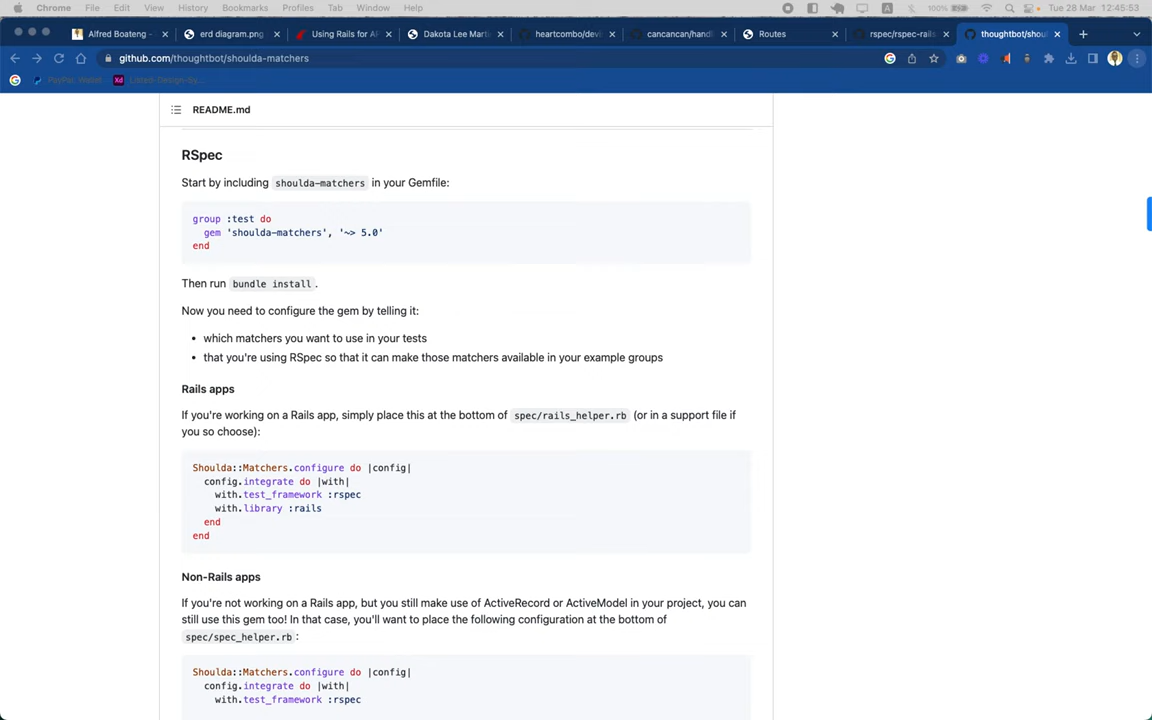 Chrome File Edit View History Bookmarks Profiles Tab Window Help 100% Tue 28 Mar 12:45:53
Alfred Boateng erd diagram.png Using Rails for AP Dakota Lee Mart heartcombo/dev cancancan/handl Routes rspec/rspec-rails thoughtbot/shoul
github.com/thoughtbot/shoulda-matchers
PayPal Wallet Listed-Design-by...
README.md
RSpec
Start by including shoulda-matchers in your Gemfile:
group :test do
gem 'shoulda-matchers', '~> 5.0'
end
Then run bundle install.
Now you need to configure the gem by telling it:
• which matchers you want to use in your tests
• that you're using RSpec so that it can make those matchers available in your example groups
Rails apps
If you're working on a Rails app, simply place this at the bottom of spec/rails_helper.rb (or in a support file if
you so choose):
Shoulda::Matchers.configure do |config|
config.integrate do |with|
with.test_framework :rspec
with.library :rails
end
end
Non-Rails apps
If you're not working on a Rails app, but you still make use of ActiveRecord or ActiveModel in your project, you can
still use this gem too! In that case, you'll want to place the following configuration at the bottom of
spec/spec_helper.rb :
Shoulda::Matchers.configure do |config|
config.integrate do |with|
with.test_framework :rspec